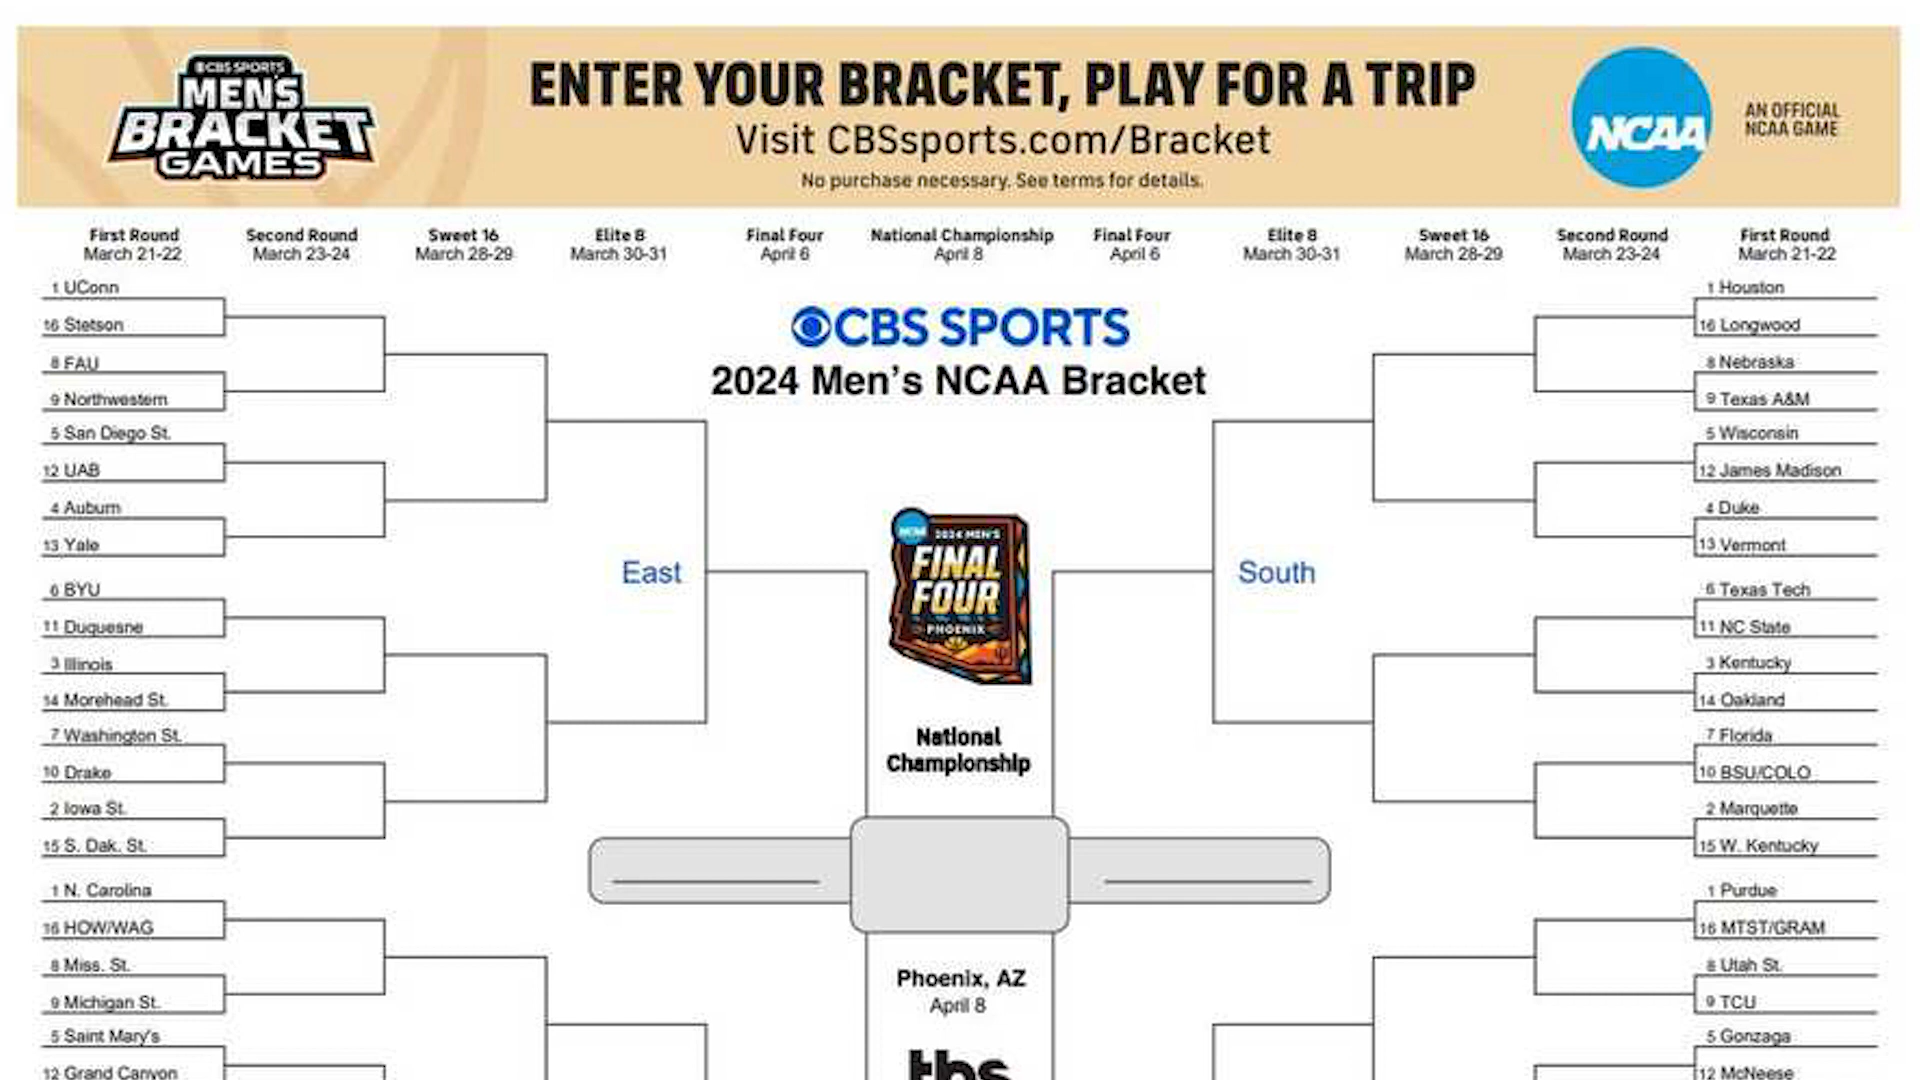 CBS SPORTS
MEN'S
BRACKET
GAMES
ENTER YOUR BRACKET, PLAY FOR A TRIP
Visit CBSsports.com/Bracket
No purchase necessary. See terms for details.
NCAA
AN OFFICIAL
NCAA GAME
First Round
March 21-22
Second Round
March 23-24
Sweet 16
March 28-29
Elite 8
March 30-31
Final Four
April 6
National Championship
April 8
Final Four
April 6
Elite 8
March 30-31
Sweet 16
March 28-29
Second Round
March 23-24
First Round
March 21-22
1 UConn
16 Stetson
8 FAU
9 Northwestern
5 San Diego St.
12 UAB
4 Auburn
13 Yale
6 BYU
11 Duquesne
3 Illinois
14 Morehead St.
7 Washington St.
10 Drake
2 Iowa St.
15 S. Dak. St.
East
1 N. Carolina
16 HOW/WAG
8 Miss. St.
9 Michigan St.
5 Saint Mary's
12 Grand Canyon
CBS SPORTS
2024 Men's NCAA Bracket
NCAA
2024 MEN'S
FINAL
FOUR
PHOENIX
National
Championship
Phoenix, AZ
April 8
tbs
South
1 Houston
16 Longwood
8 Nebraska
9 Texas A&M
5 Wisconsin
12 James Madison
4 Duke
13 Vermont
6 Texas Tech
11 NC State
3 Kentucky
14 Oakland
7 Florida
10 BSU/COLO
2 Marquette
15 W. Kentucky
1 Purdue
16 MTST/GRAM
8 Utah St.
9 TCU
5 Gonzaga
12 McNeese